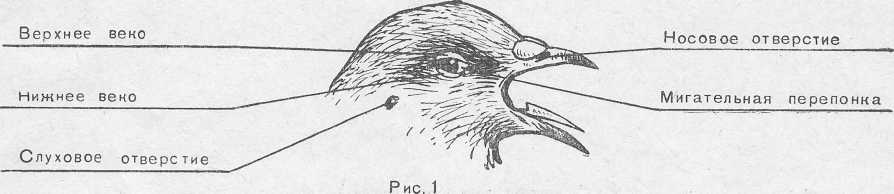 Верхнее веко
Носовое отверстие
Нижнее веко
Мигательная перепонка
Слуховое отверстие
Рис. 1